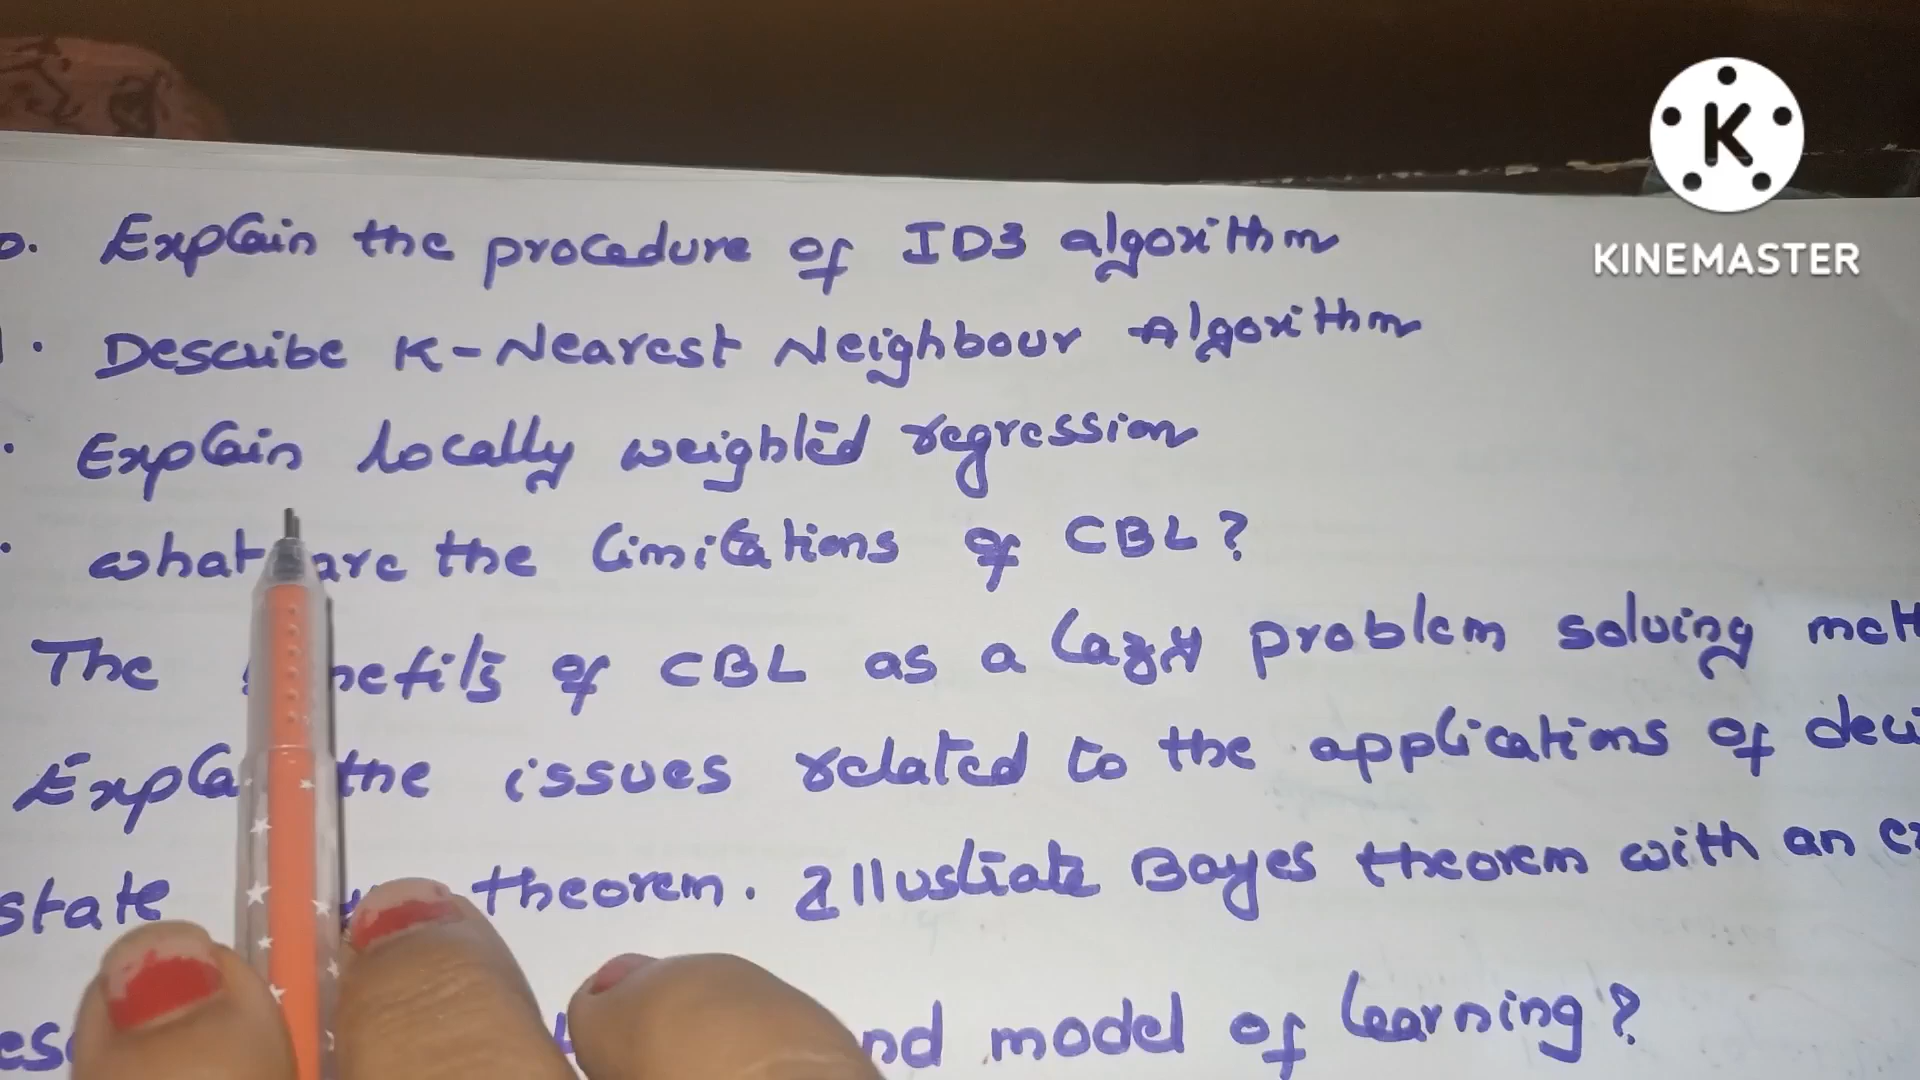 K
KINEMASTER
Explain the procedure of ID3 algorithm
Describe K-Nearest Neighbour Algorithm
Explain locally weighted regression
what are the limitations of CBL?
The of CBL as a Lazy problem solving
the issues related to the applications of
state theorem. Illustrate Bayes theorem with an
model of learning?